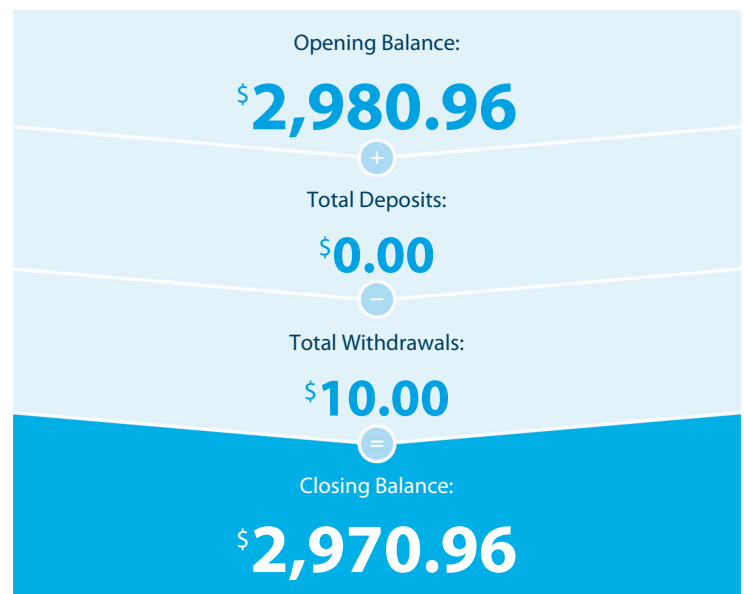 Opening Balance:
$2,980.96
+
Total Deposits:
$0.00
−
Total Withdrawals:
$10.00
=
Closing Balance:
$2,970.96